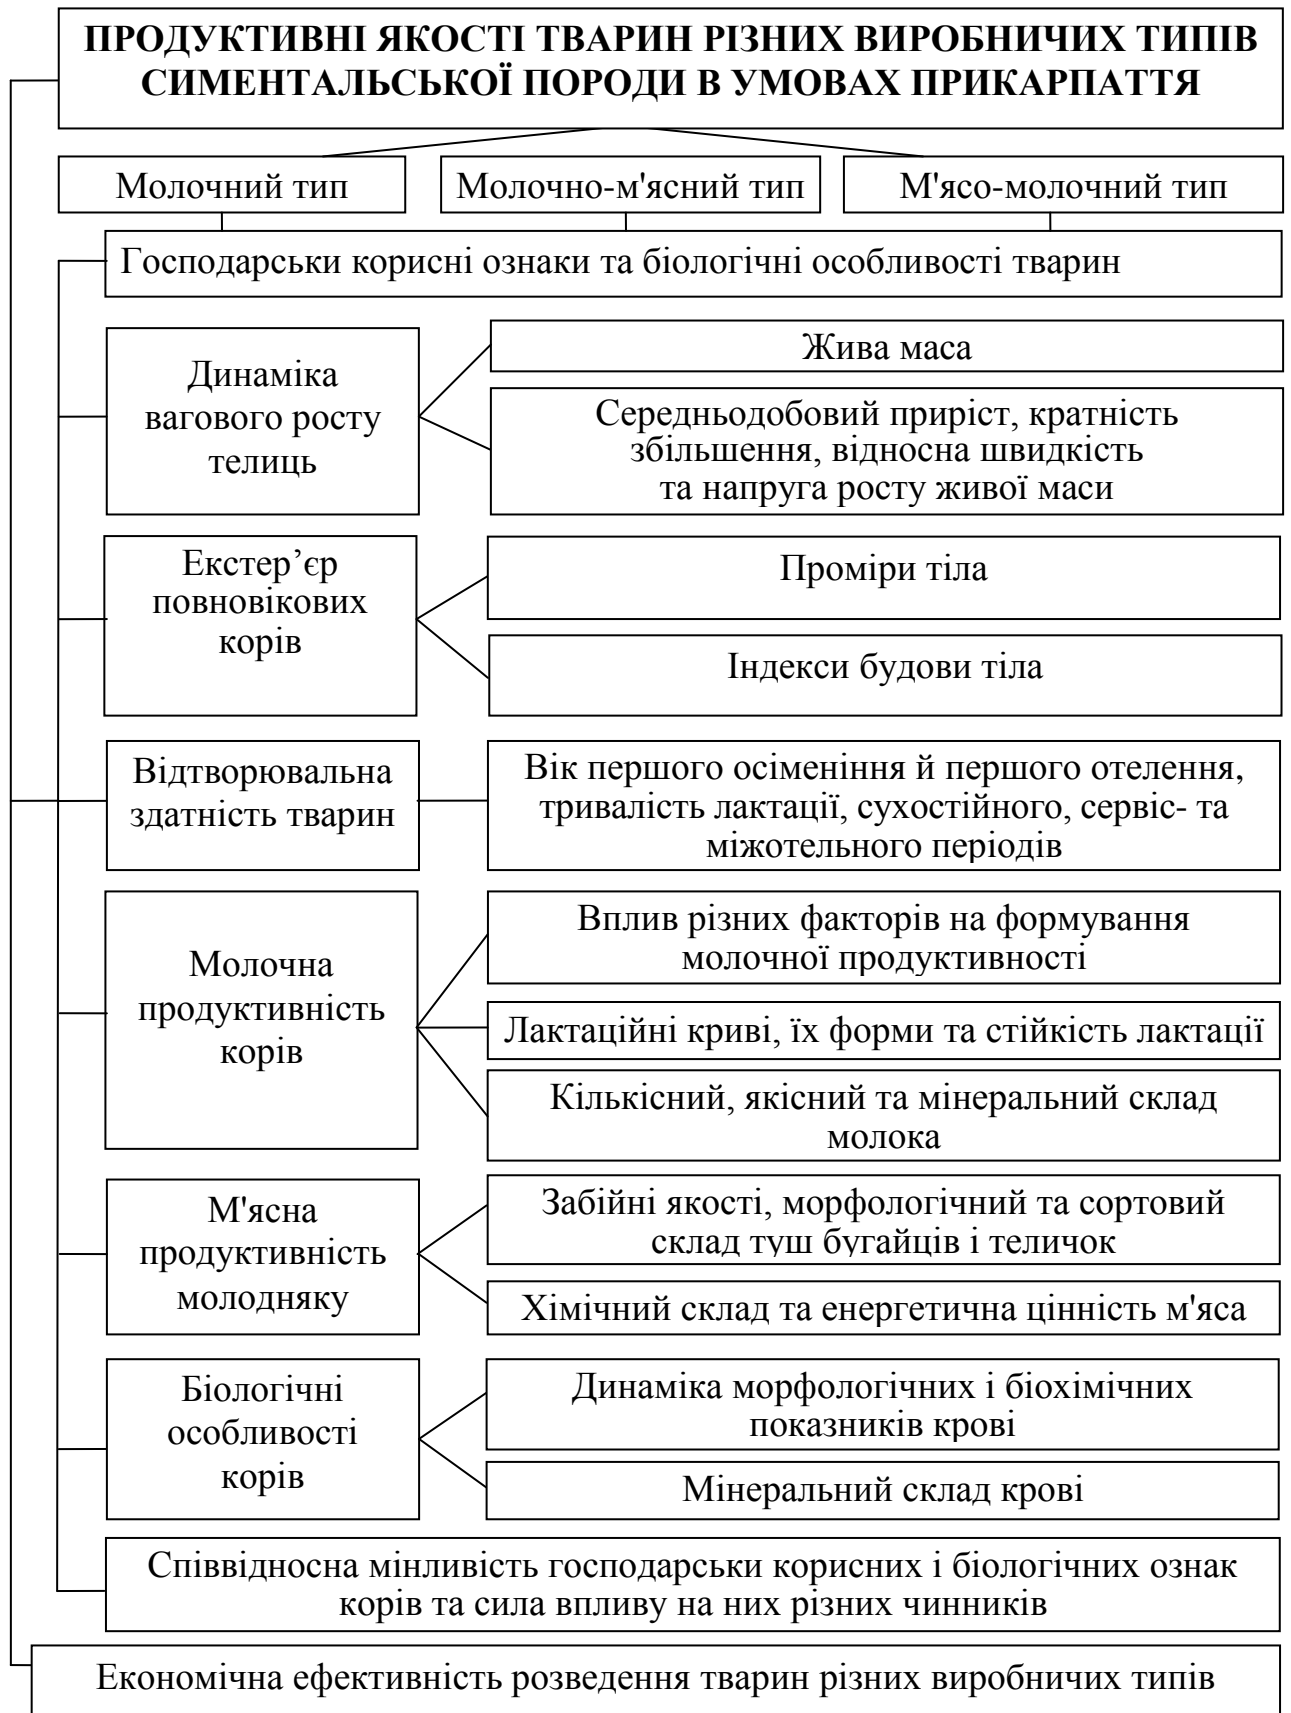 ПРОДУКТИВНІ ЯКОСТІ ТВАРИН РІЗНИХ ВИРОБНИЧИХ ТИПІВ
СИМЕНТАЛЬСЬКОЇ ПОРОДИ В УМОВАХ ПРИКАРПАТТЯ
Молочний тип
Молочно-м'ясний тип
М'ясо-молочний тип
Господарськи корисні ознаки та біологічні особливості тварин
Динаміка
вагового росту
телиць
Жива маса
Середньодобовий приріст, кратність
збільшення, відносна швидкість
та напруга росту живої маси
Екстер’єр
повновікових
корів
Проміри тіла
Індекси будови тіла
Відтворювальна
здатність тварин
Вік першого осіменіння й першого отелення,
тривалість лактації, сухостійного, сервіс- та
міжотельного періодів
Молочна
продуктивність
корів
Вплив різних факторів на формування
молочної продуктивності
Лактаційні криві, їх форми та стійкість лактації
Кількісний, якісний та мінеральний склад
молока
М'ясна
продуктивність
молодняку
Забійні якості, морфологічний та сортовий
склад туш бугайців і теличок
Хімічний склад та енергетична цінність м'яса
Біологічні
особливості
корів
Динаміка морфологічних і біохімічних
показників крові
Мінеральний склад крові
Співвідносна мінливість господарськи корисних і біологічних ознак
корів та сила впливу на них різних чинників
Економічна ефективність розведення тварин різних виробничих типів